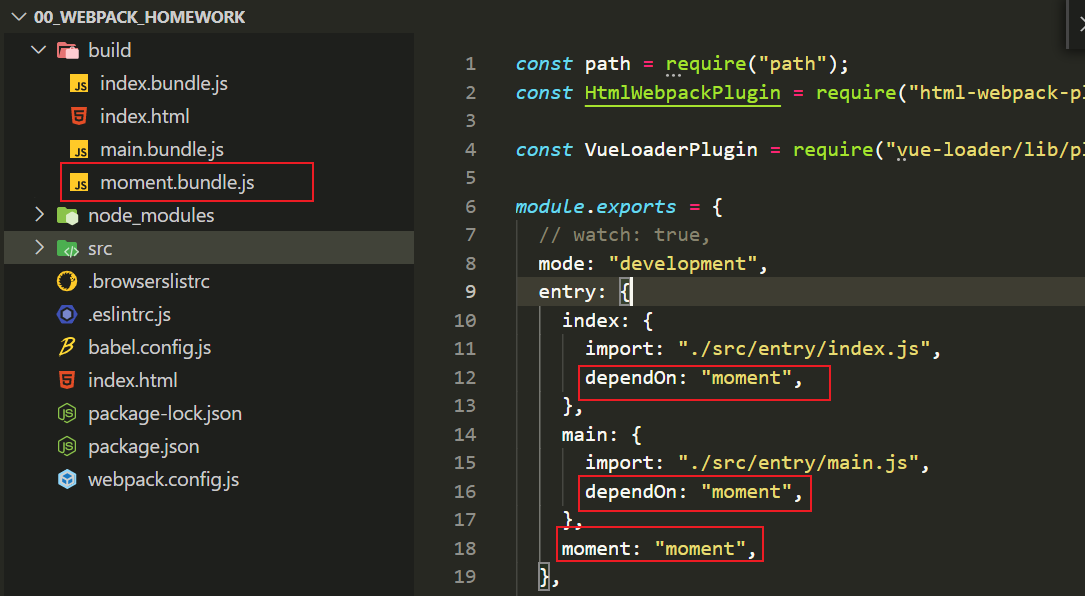 00_WEBPACK_HOMEWORK
build
index.bundle.js
index.html
main.bundle.js
moment.bundle.js
node_modules
src
.browserslistrc
.eslintrc.js
babel.config.js
index.html
package-lock.json
package.json
webpack.config.js
1 const path = require("path");
2 const HtmlWebpackPlugin = require("html-webpack-pl
3
4 const VueLoaderPlugin = require("vue-loader/lib/pl
5
6 module.exports = {
7 // watch: true,
8 mode: "development",
9 entry: {
10 index: {
11 import: "./src/entry/index.js",
12 dependOn: "moment",
13 },
14 main: {
15 import: "./src/entry/main.js",
16 dependOn: "moment",
17 },
18 moment: "moment",
19 },